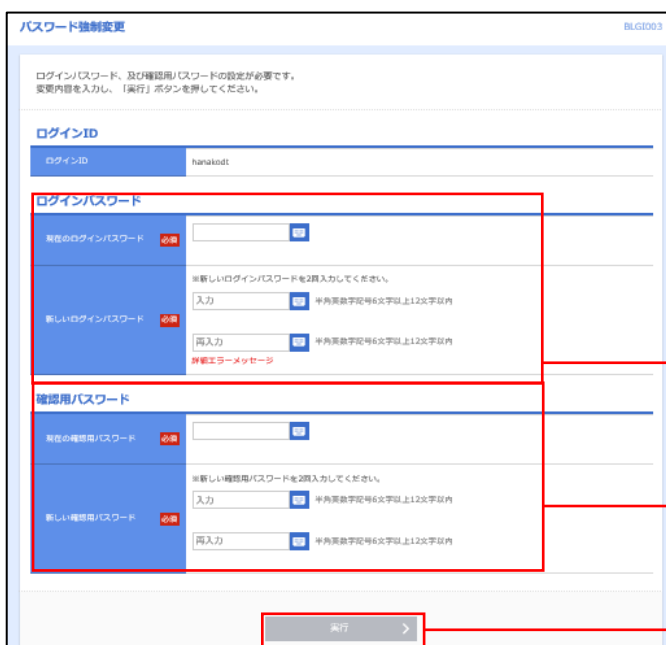 パスワード強制変更
BLGI003
ログインパスワード、及び確認用パスワードの設定が必要です。
変更内容を入力し、「実行」ボタンを押してください。
ログインID
ログインID
hanakodt
ログインパスワード
現在のログインパスワード 必須
※新しいログインパスワードを2回入力してください。
入力 半角英数字記号6文字以上12文字以内
新しいログインパスワード 必須
再入力 半角英数字記号6文字以上12文字以内
詳細エラーメッセージ
確認用パスワード
現在の確認用パスワード 必須
※新しい確認用パスワードを2回入力してください。
入力 半角英数字記号6文字以上12文字以内
新しい確認用パスワード 必須
再入力 半角英数字記号6文字以上12文字以内
実行